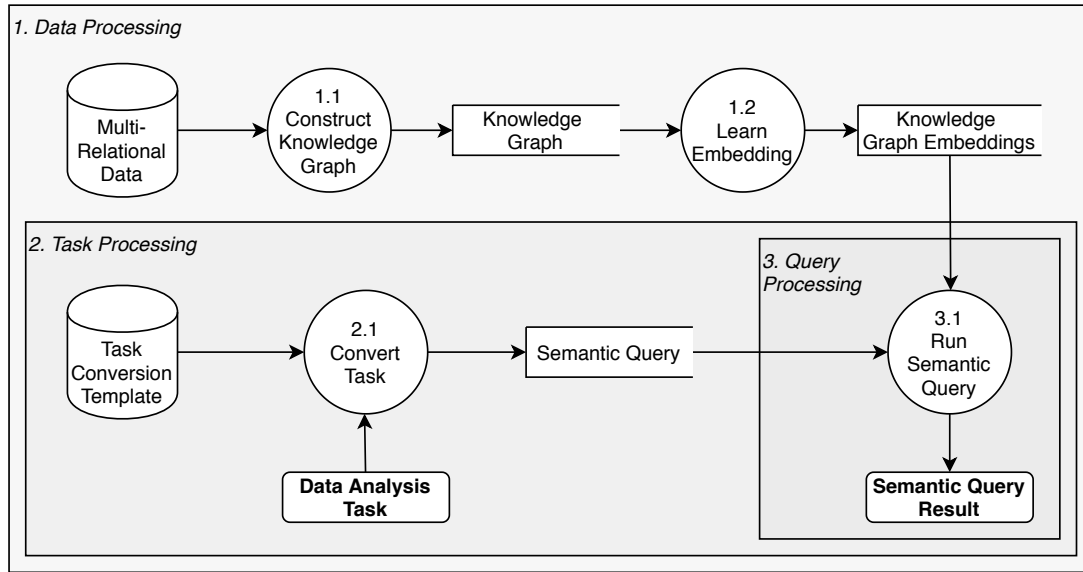 1. Data Processing
Multi-
Relational
Data
1.1
Construct
Knowledge
Graph
Knowledge
Graph
1.2
Learn
Embedding
Knowledge
Graph Embeddings
2. Task Processing
Task
Conversion
Template
2.1
Convert
Task
Semantic Query
Data Analysis
Task
3. Query
Processing
3.1
Run
Semantic
Query
Semantic Query
Result